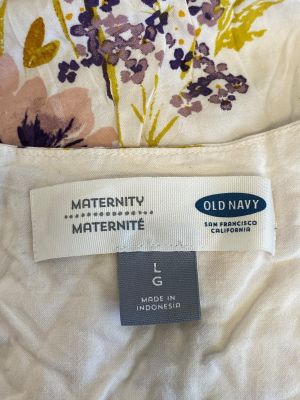 MATERNITY
MATERNITÉ
OLD NAVY
SAN FRANCISCO
CALIFORNIA
L
G
MADE IN
INDONESIA